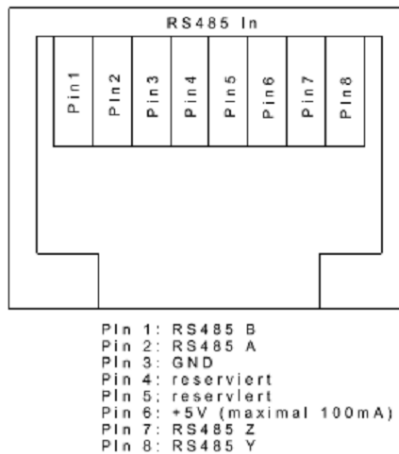 RS485 In
Pin1 PIn2 Pin3 Pin4 Pin5 Pin6 Pin7 PIn8
PIn 1: RS485 B
Pin 2: RS485 A
PIn 3: GND
Pin 4: reserviert
Pin 5: reserviert
Pin 6: +5V (maximal 100mA)
PIn 7: RS485 Z
PIn 8: RS485 Y